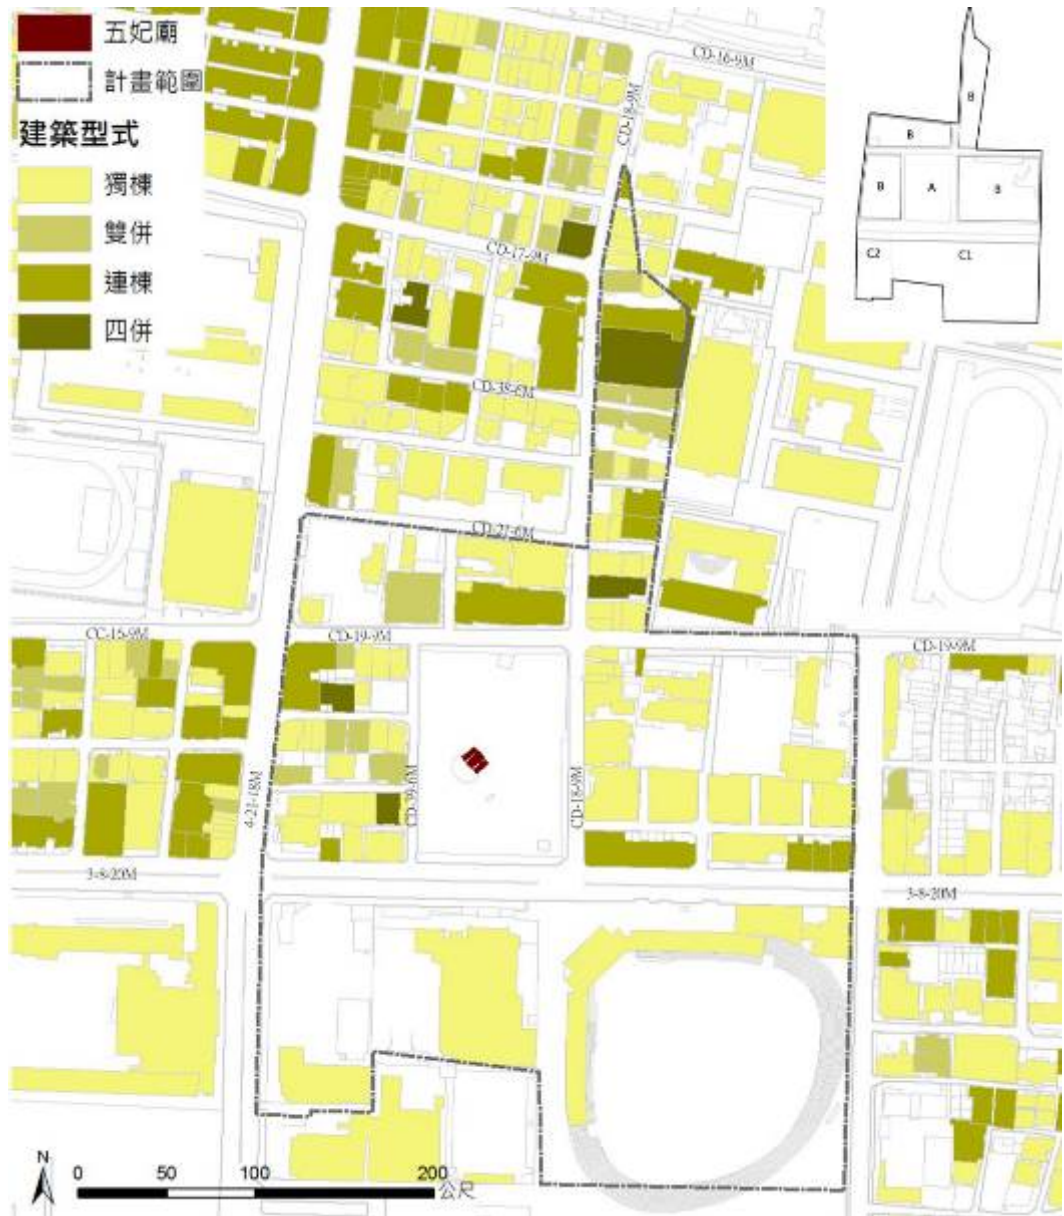 五妃廟
計畫範圍
建築型式
獨棟
雙併
連棟
四併
CD-16-9M
CD-18-9M
B
B
B
A
B
C2
C1
CD-17-9M
CD-38-6M
CD-27-6M
CC-15-9M
CD-19-9M
CD-19-9M
4-21-18M
CD-39-6M
CD-18-9M
3-8-20M
3-8-20M
N
0
50
100
200
公尺